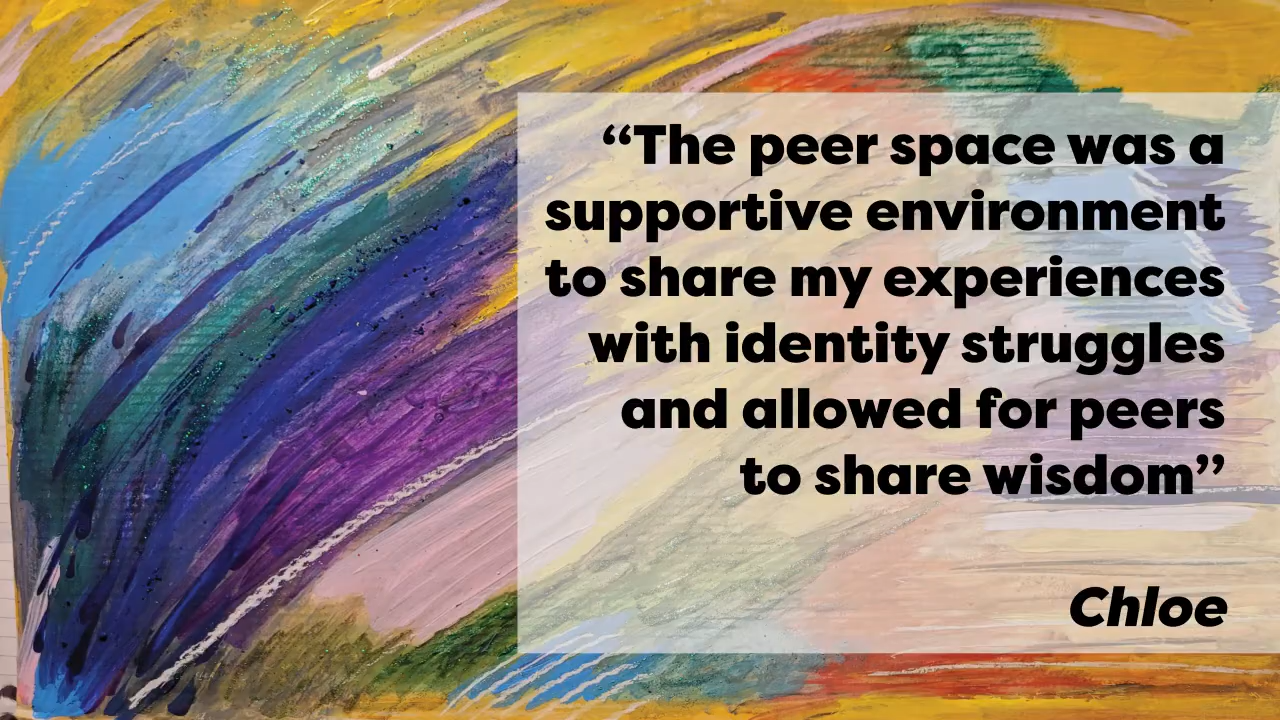 “The peer space was a
supportive environment
to share my experiences
with identity struggles
and allowed for peers
to share wisdom”
Chloe